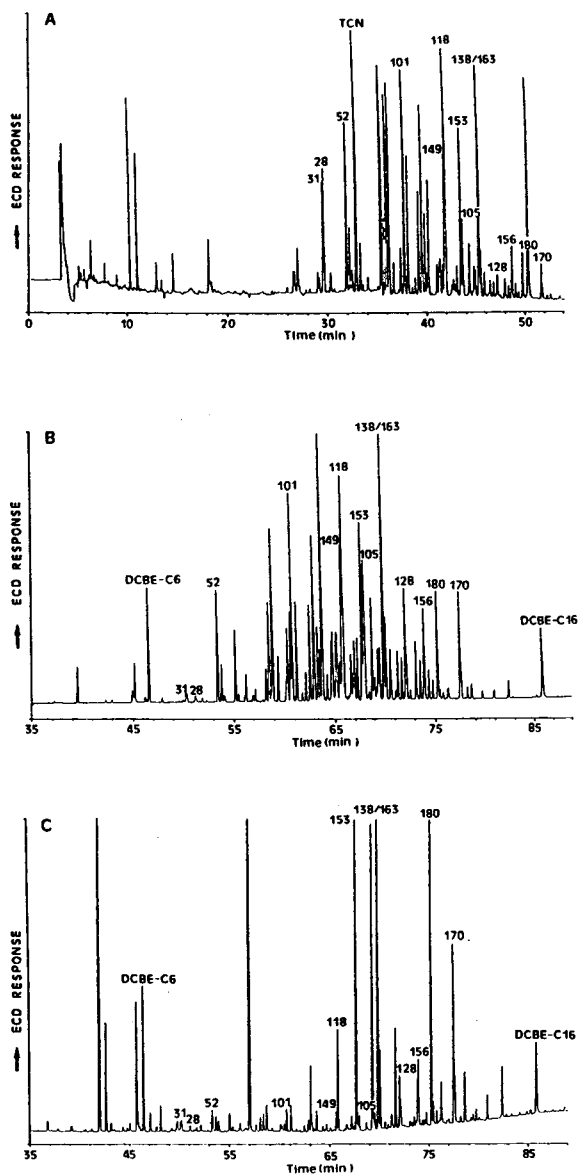 A
ECD RESPONSE
TCN
118
138/163
101
52
153
28
31
149
105
156
180
128
170
0 10 20 30 40 50
Time (min)
B
ECD RESPONSE
138/163
118
101
153
149
105
DCBE-C6
52
128
180
170
156
DCBE-C16
31 28
35 45 55 65 75 85
Time (min)
C
ECD RESPONSE
153
138/163
180
170
DCBE-C6
118
DCBE-C16
156
128
52
101
149
105
31
28
35 45 55 65 75 85
Time (min)